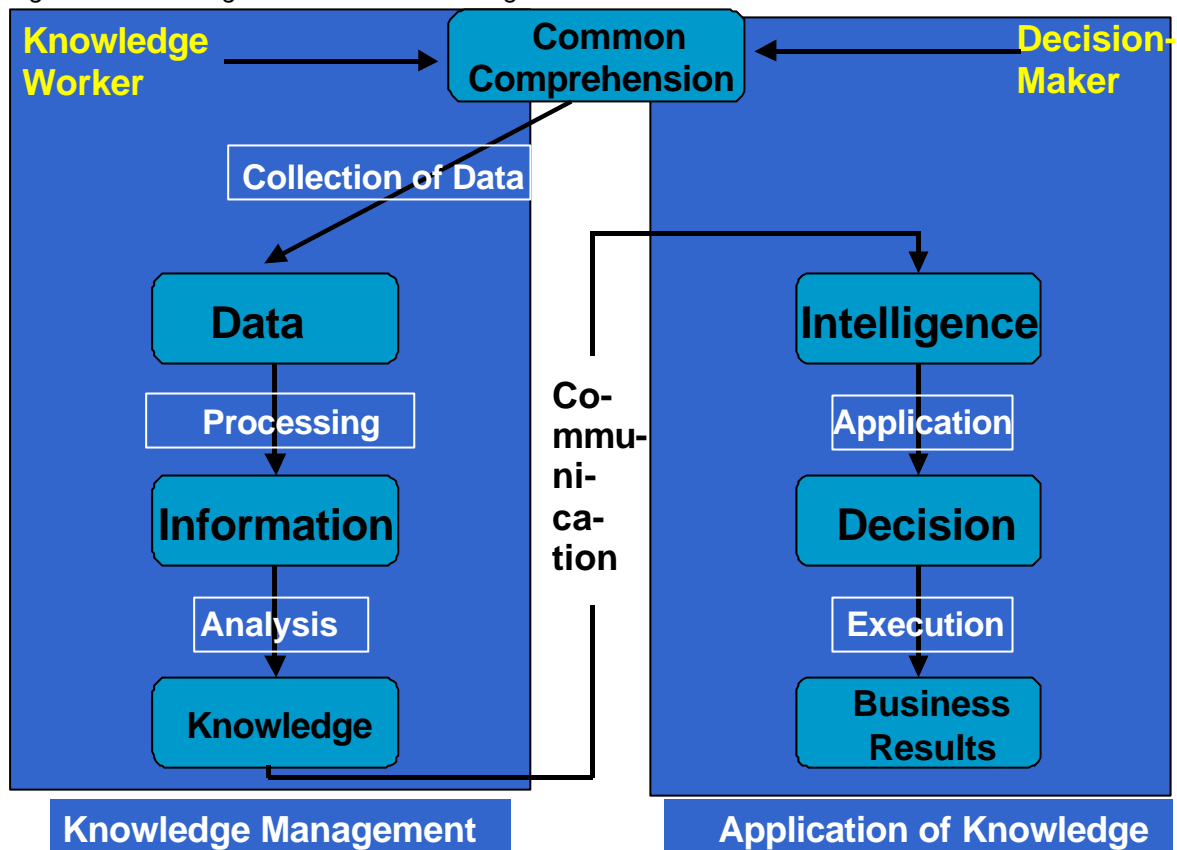 Knowledge
Worker
Common
Comprehension
Decision-
Maker
Collection of Data
Data
Processing
Information
Analysis
Knowledge
Co-
mmu-
ni-
ca-
tion
Intelligence
Application
Decision
Execution
Business
Results
Knowledge Management
Application of Knowledge